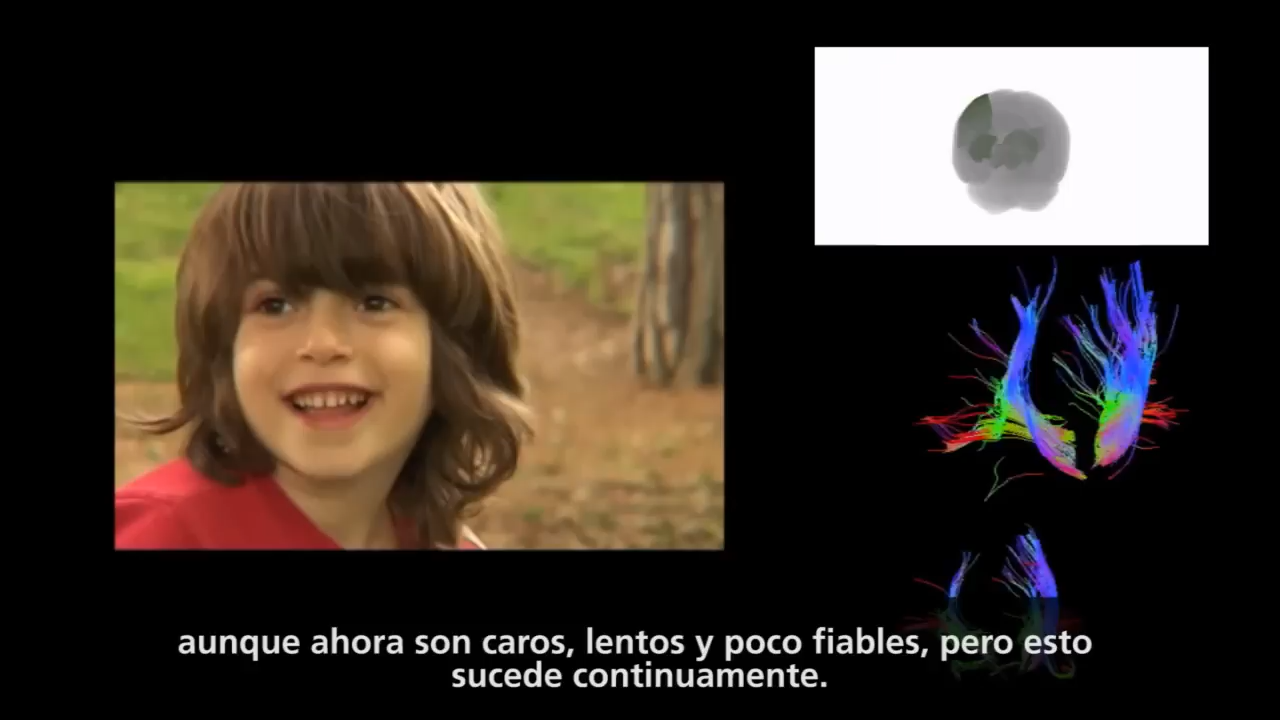 aunque ahora son caros, lentos y poco fiables, pero esto
sucede continuamente.